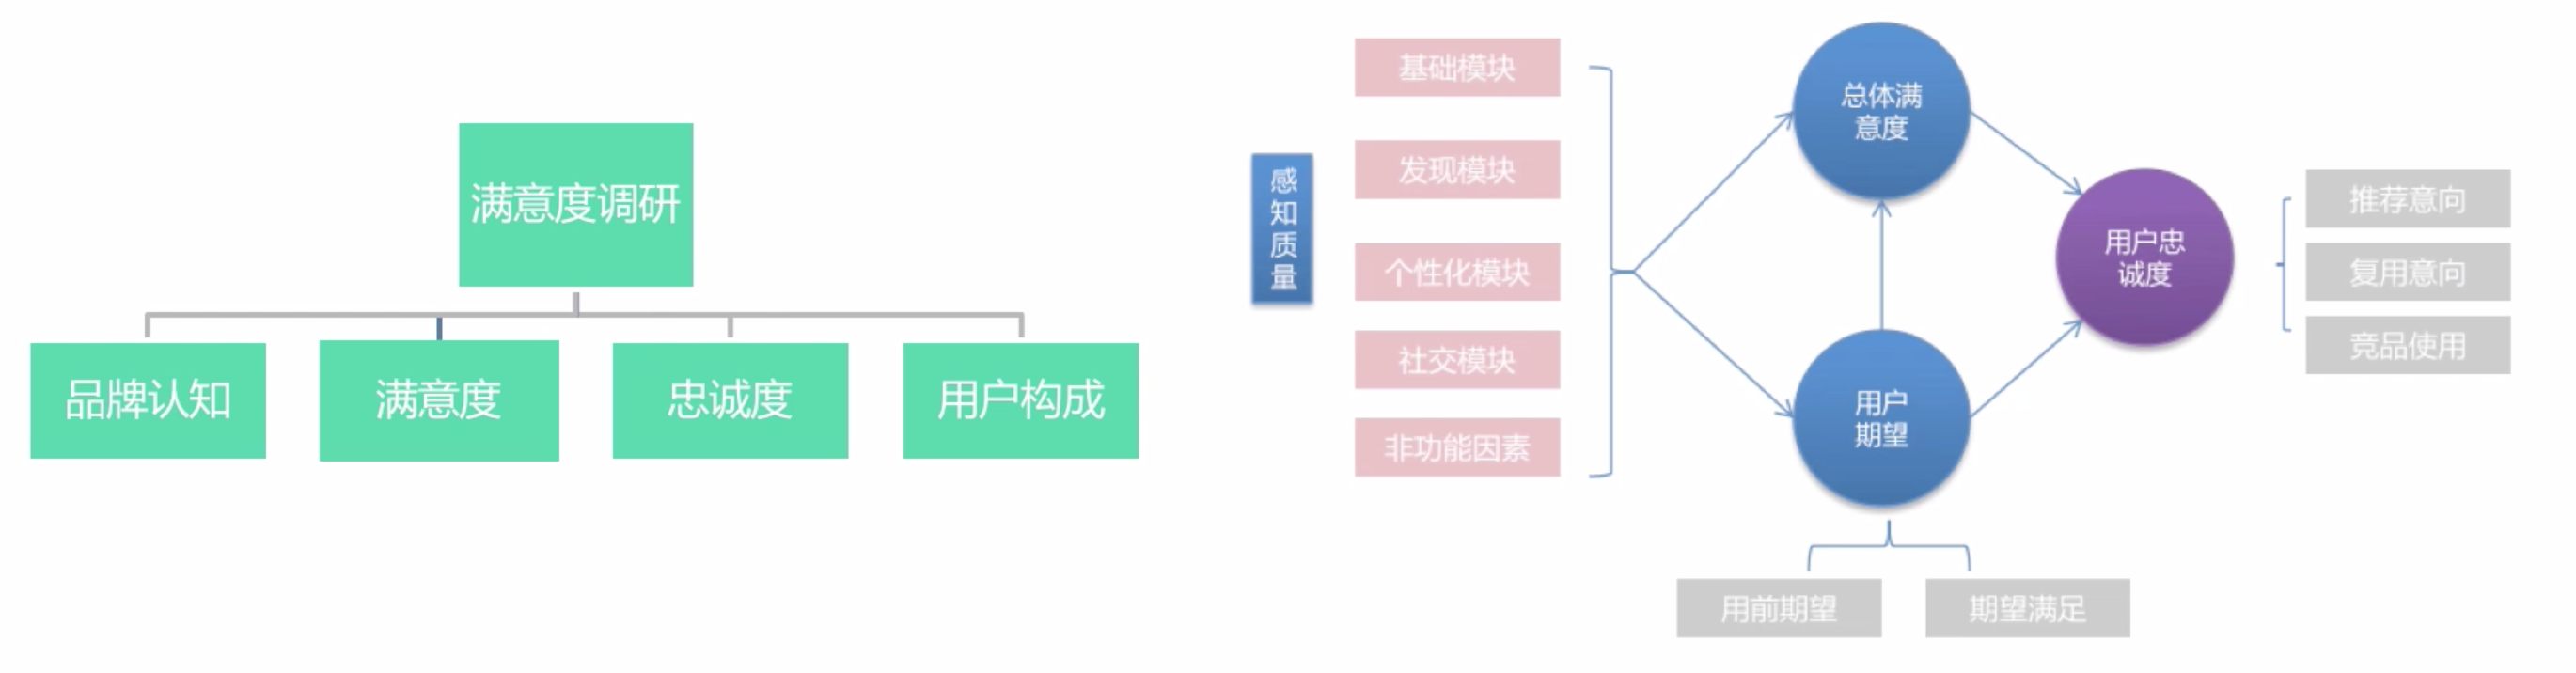 满意度调研
品牌认知
满意度
忠诚度
用户构成
感
知
质
量
基础模块
发现模块
个性化模块
社交模块
非功能因素
总体满
意度
用户
期望
用前期望
期望满足
用户忠
诚度
推荐意向
复用意向
竞品使用